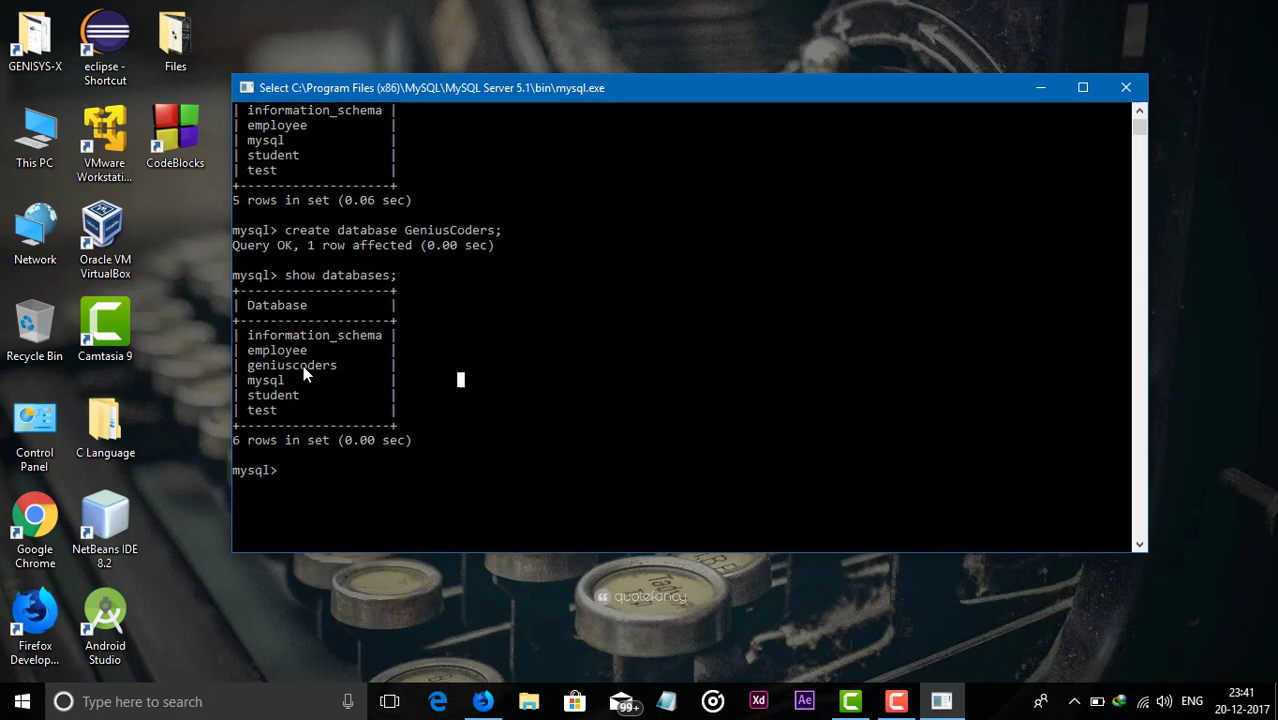 GENISYS-X
eclipse -
Shortcut
Files
This PC
VMware
Workstati...
CodeBlocks
Network
Oracle VM
VirtualBox
Recycle Bin
Camtasia 9
Control
Panel
C Language
Google
Chrome
NetBeans IDE
8.2
Firefox
Develop...
Android
Studio
Select C:\Program Files (x86)\MySQL\MySQL Server 5.1\bin\mysql.exe
| information_schema |
| employee |
| mysql |
| student |
| test |
+--------------------+
5 rows in set (0.06 sec)
mysql> create database GeniusCoders;
Query OK, 1 row affected (0.00 sec)
mysql> show databases;
+--------------------+
| Database |
+--------------------+
| information_schema |
| employee |
| geniuscoders |
| mysql |
| student |
| test |
+--------------------+
6 rows in set (0.00 sec)
mysql>
quotefancy
Type here to search
99+
Xd
Ae
ENG
23:41
20-12-2017